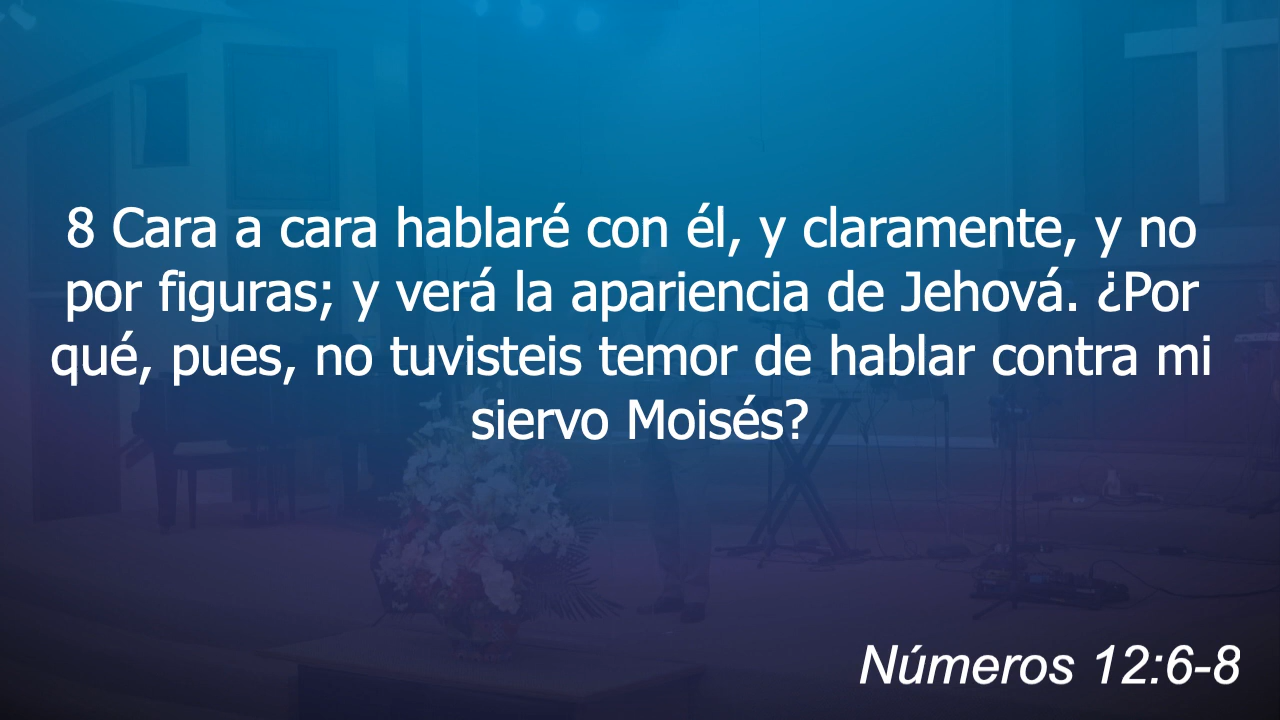 8 Cara a cara hablaré con él, y claramente, y no
por figuras; y verá la apariencia de Jehová. ¿Por
qué, pues, no tuvisteis temor de hablar contra mi
siervo Moisés?
Números 12:6-8